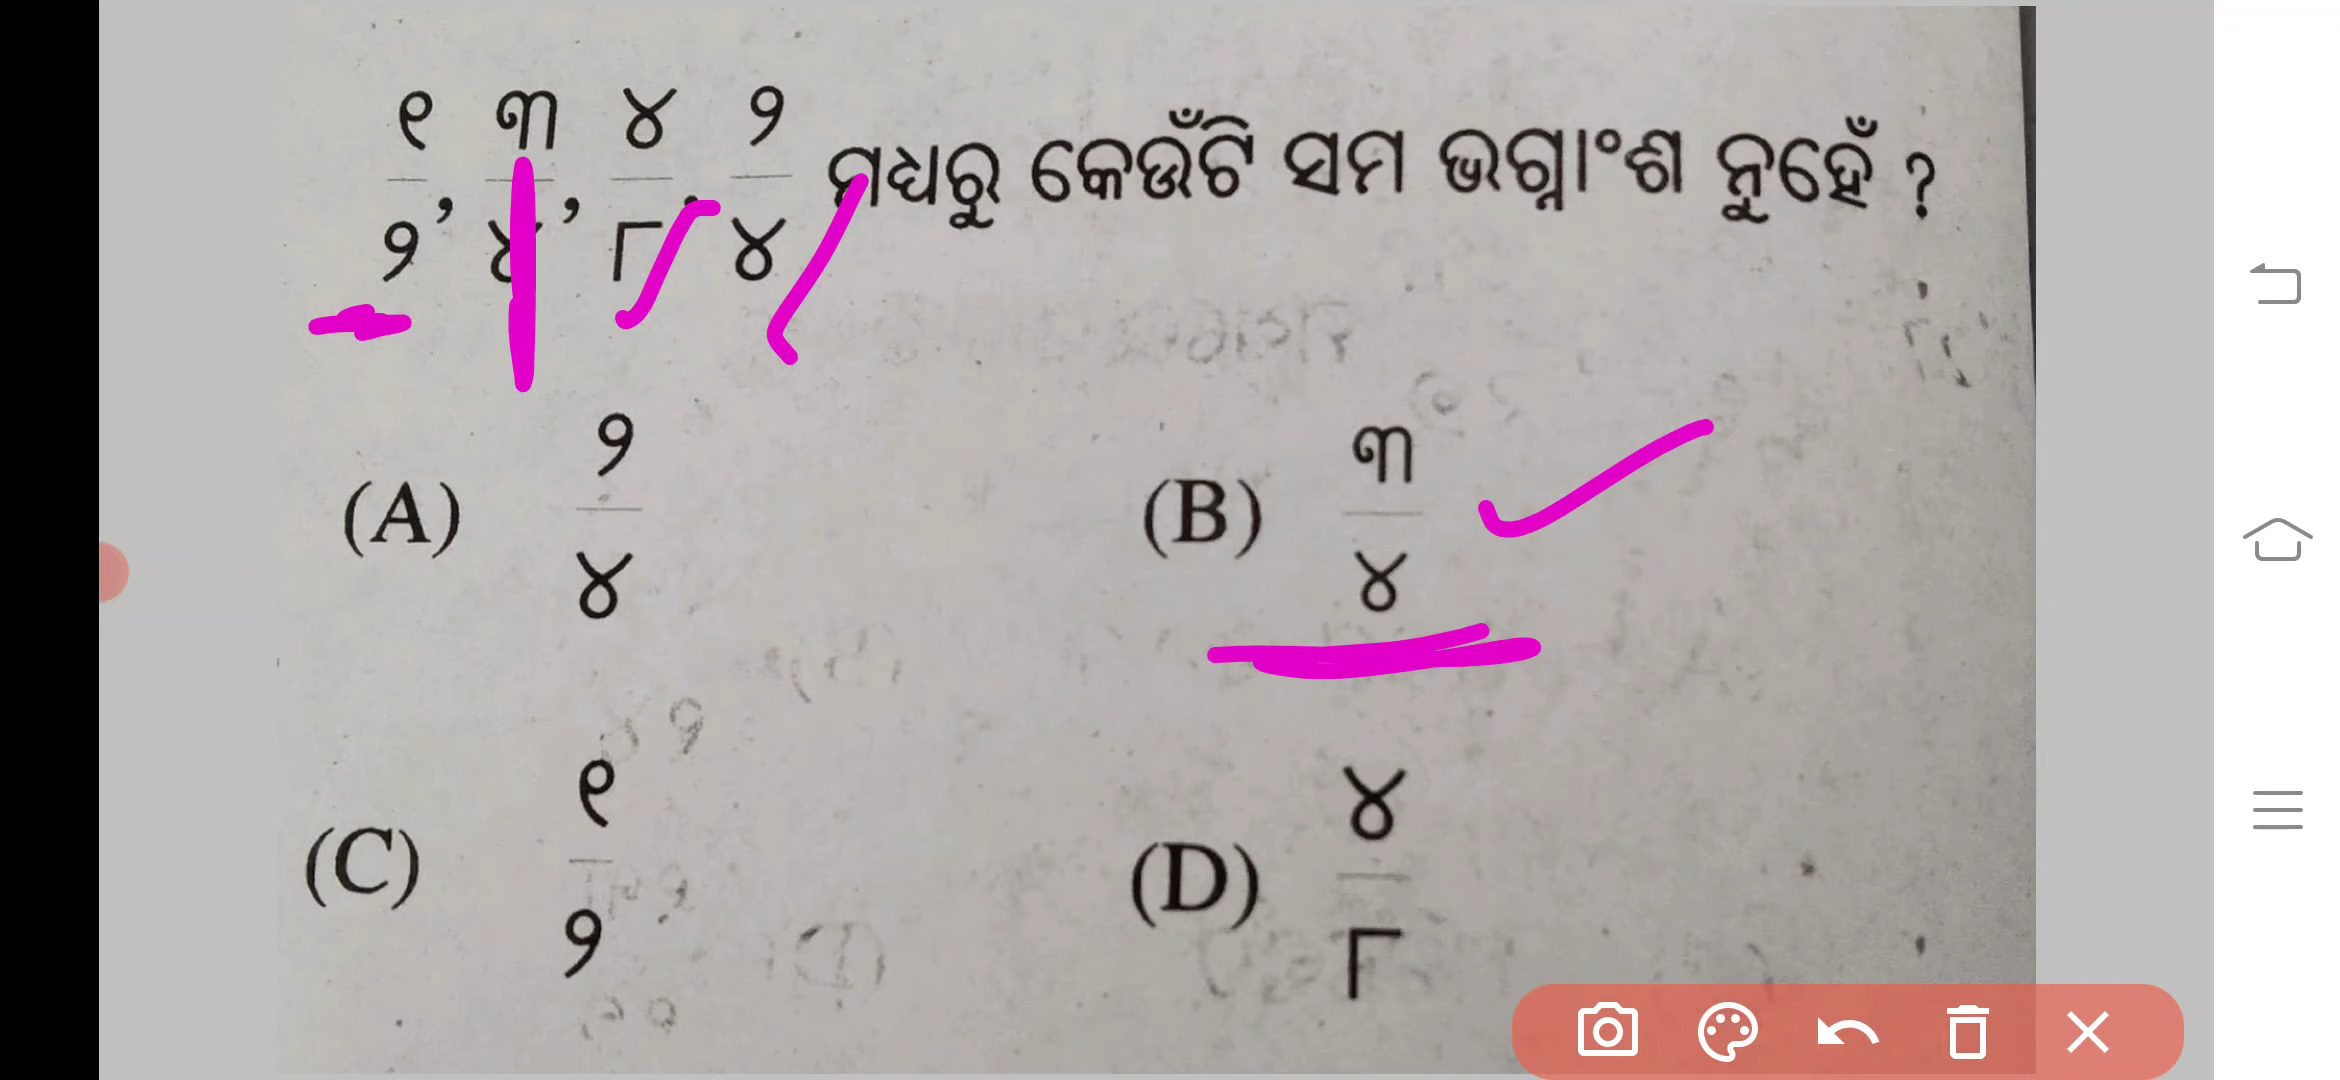 ୧/୨, ୩/୪, ୪/୮, ୨/୪ ମଧ୍ୟରୁ କେଉଁଟି ସମ ଭଗ୍ନାଂଶ ନୁହେଁ ?
(A) ୨/୪ (B) ୩/୪
(C) ୧/୨ (D) ୪/୮